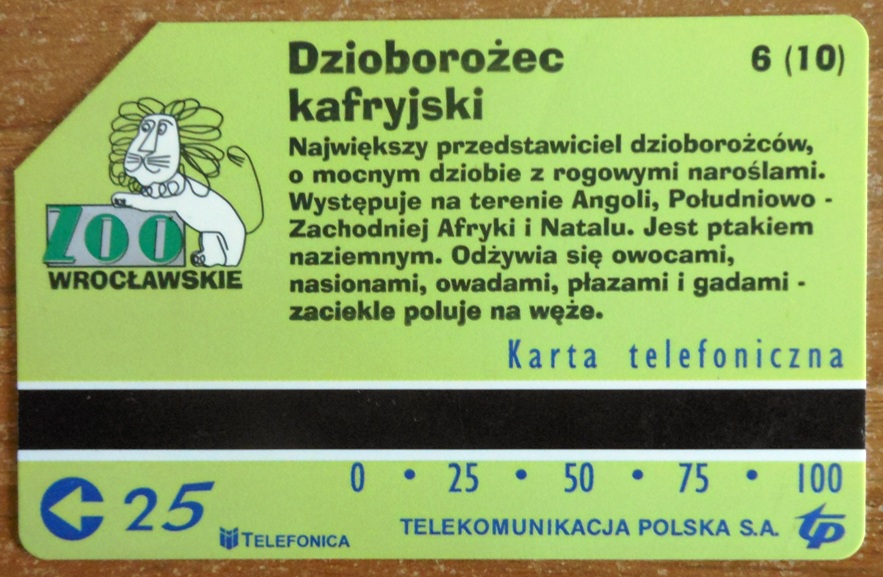 Dzioborożec
kafryjski
6 (10)
Największy przedstawiciel dzioborożców,
o mocnym dziobie z rogowymi naroślami.
Występuje na terenie Angoli, Południowo -
Zachodniej Afryki i Natalu. Jest ptakiem
naziemnym. Odżywia się owocami,
nasionami, owadami, płazami i gadami -
zaciekle poluje na węże.
ZOO
WROCŁAWSKIE
Karta telefoniczna
0 • 25 • 50 • 75 • 100
25
TELEFONICA
TELEKOMUNIKACJA POLSKA S.A.
tp